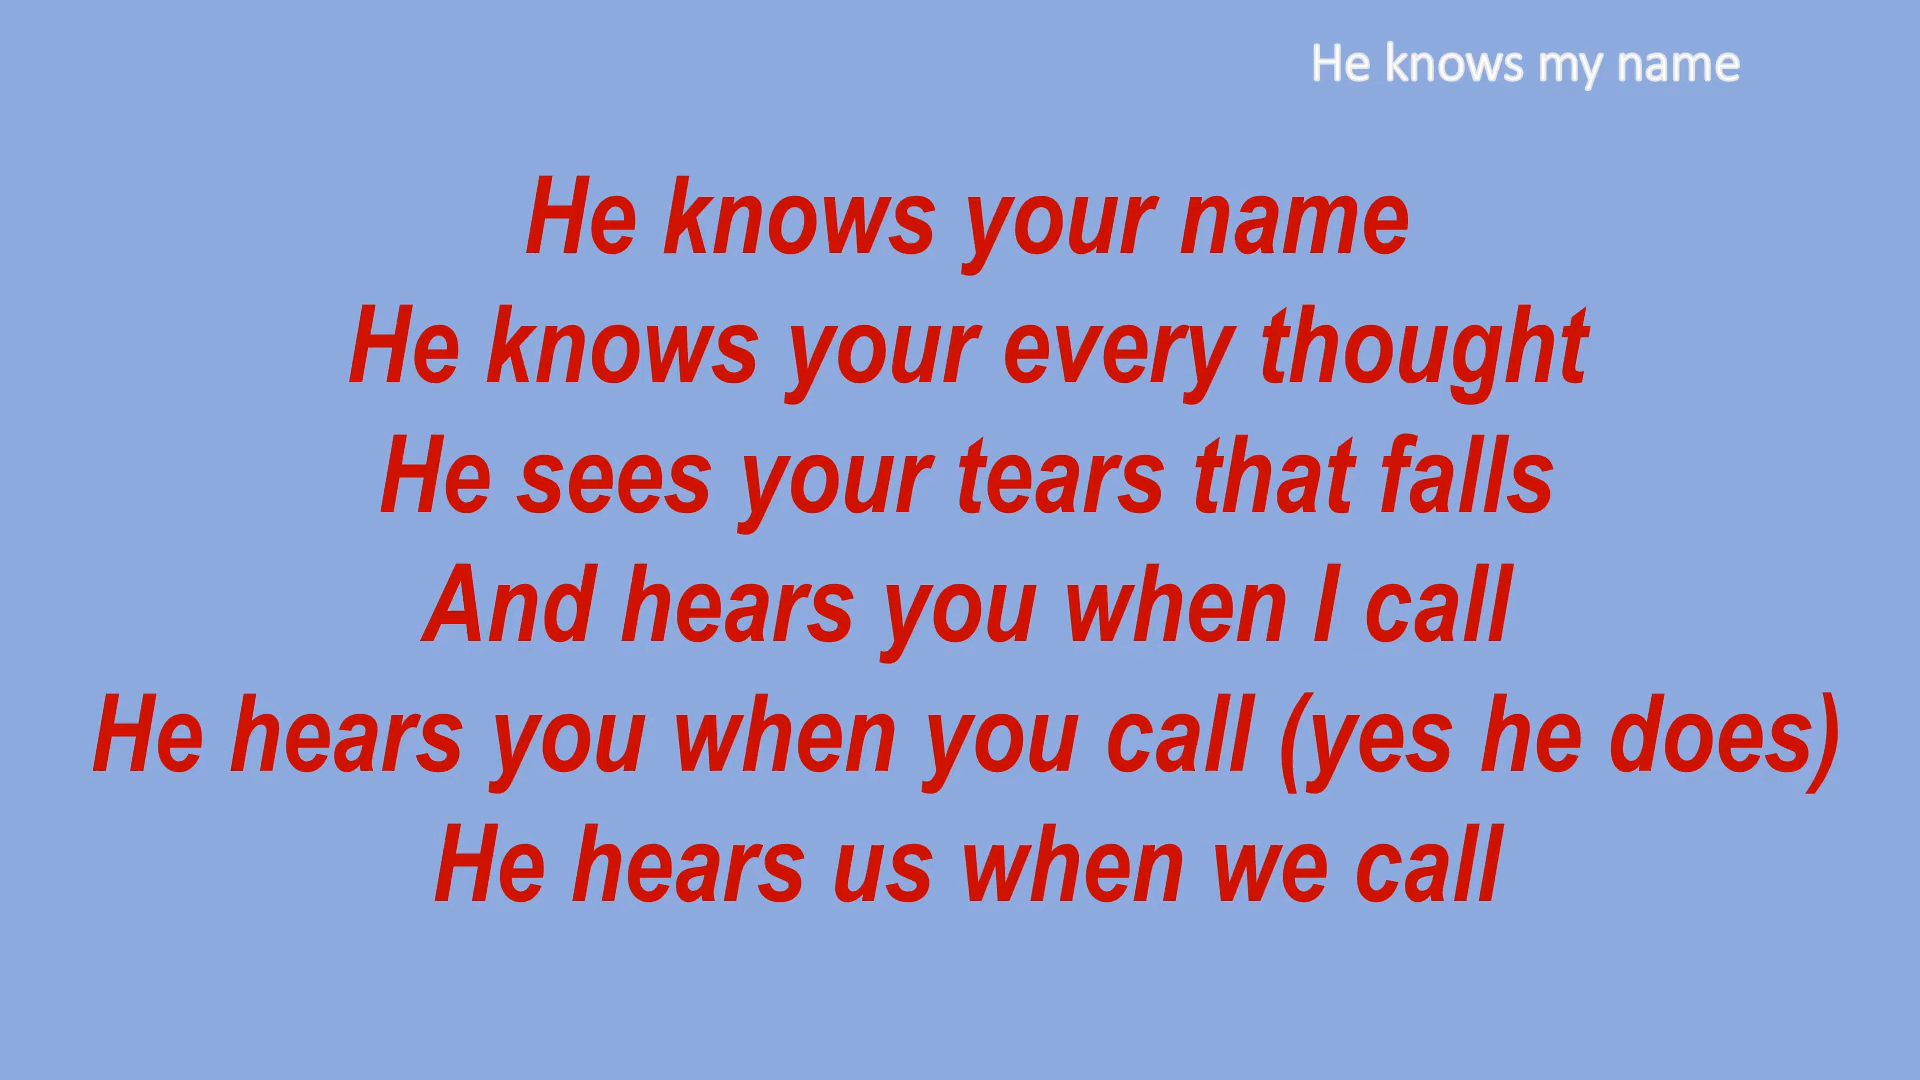 He knows my name
He knows your name
He knows your every thought
He sees your tears that falls
And hears you when I call
He hears you when you call (yes he does)
He hears us when we call